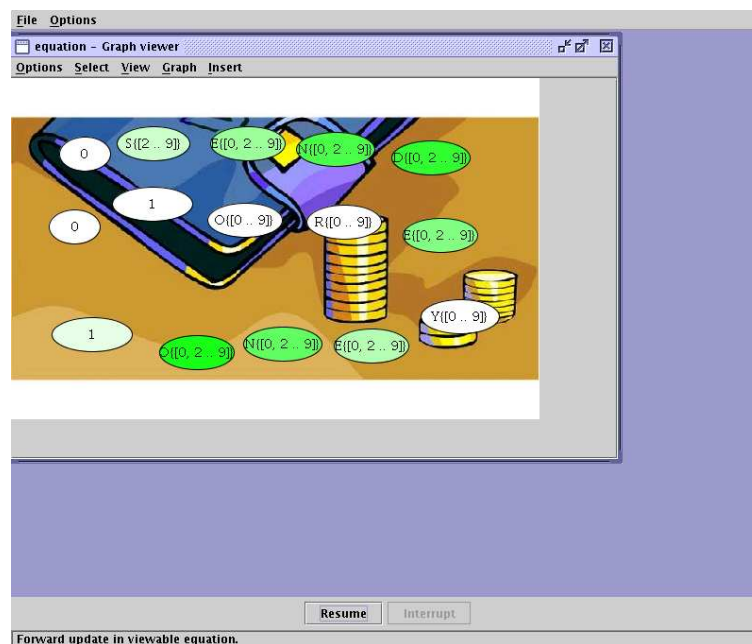 File Options
equation - Graph viewer
Options Select View Graph Insert
0 S{[2 .. 9]} E{[0, 2 .. 9]} N{[0, 2 .. 9]} D{[0, 2 .. 9]}
0 1 O{[0 .. 9]} R{[0 .. 9]} E{[0, 2 .. 9]}
1 O{[0, 2 .. 9]} N{[0, 2 .. 9]} E{[0, 2 .. 9]} Y{[0 .. 9]}
Resume Interrupt
Forward update in viewable equation.